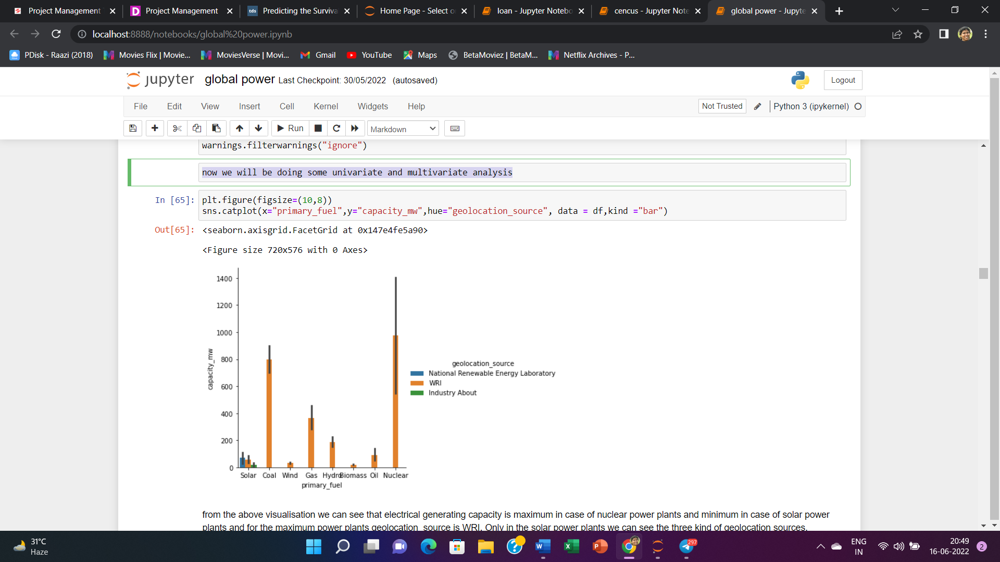 Project Management
Project Management
Predicting the Surviva
Home Page - Select o
loan - Jupyter Notebo
cencus - Jupyter Note
global power - Jupyte
localhost:8888/notebooks/global%20power.ipynb
PDisk - Raazi (2018)
Movies Flix | Movie...
MoviesVerse | Movi...
Gmail
YouTube
Maps
BetaMoviez | BetaM...
Netflix Archives - P...
jupyter global power Last Checkpoint: 30/05/2022 (autosaved)
Logout
File Edit View Insert Cell Kernel Widgets Help
Not Trusted
Python 3 (ipykernel)
Run
Markdown
warnings.filterwarnings("ignore")
now we will be doing some univariate and multivariate analysis
In [65]: plt.figure(figsize=(10,8))
sns.catplot(x="primary_fuel",y="capacity_mw",hue="geolocation_source", data = df,kind ="bar")
Out[65]: <seaborn.axisgrid.FacetGrid at 0x147e4fe5a90>
<Figure size 720x576 with 0 Axes>
1400
1200
1000
800
600
400
200
0
capacity_mw
geolocation_source
National Renewable Energy Laboratory
WRI
Industry About
Solar Coal Wind Gas Hydro Biomass Oil Nuclear
primary_fuel
from the above visualisation we can see that electrical generating capacity is maximum in case of nuclear power plants and minimum in case of solar power
plants and for the maximum power plants geolocation_source is WRI. Only in the solar power plants we can see the three kind of geolocation sources.
31°C
Haze
297
ENG
IN
20:49
16-06-2022
2